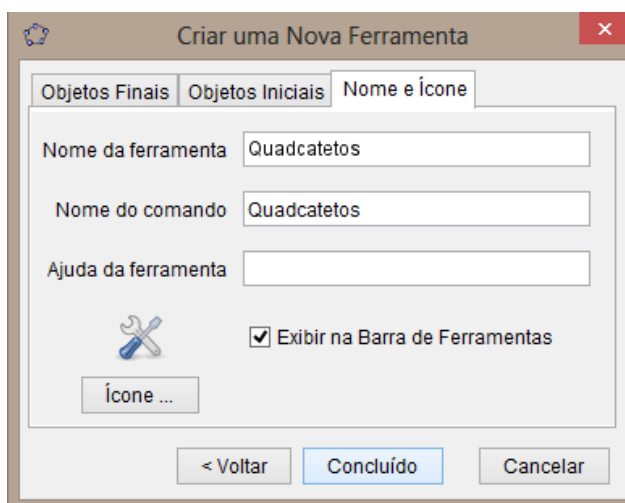 Criar uma Nova Ferramenta
Objetos Finais Objetos Iniciais Nome e Ícone
Nome da ferramenta Quadcatetos
Nome do comando Quadcatetos
Ajuda da ferramenta
Exibir na Barra de Ferramentas
Ícone ...
< Voltar Concluído Cancelar